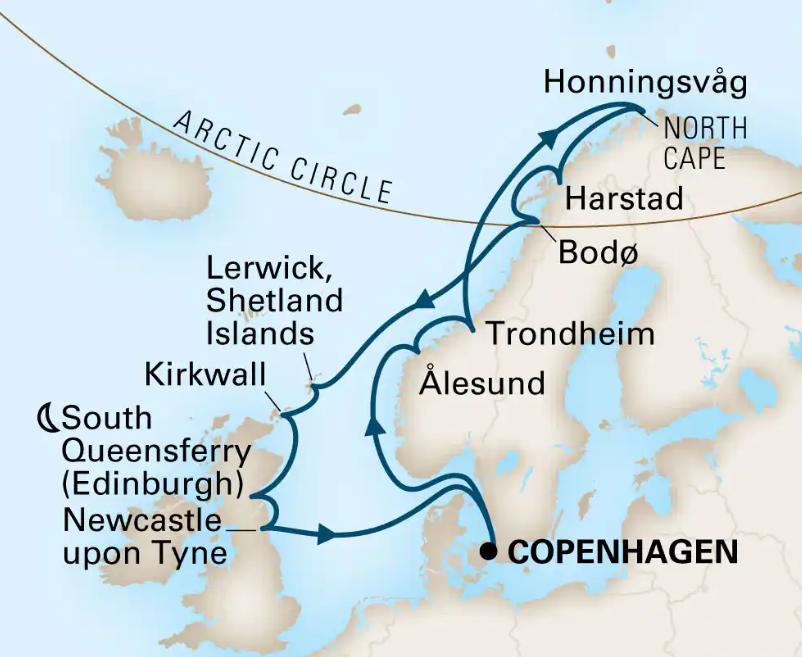 Honningsvåg
NORTH
CAPE
ARCTIC CIRCLE
Harstad
Bodø
Lerwick,
Shetland
Islands
Trondheim
Kirkwall
Ålesund
South
Queensferry
(Edinburgh)
Newcastle
upon Tyne
COPENHAGEN